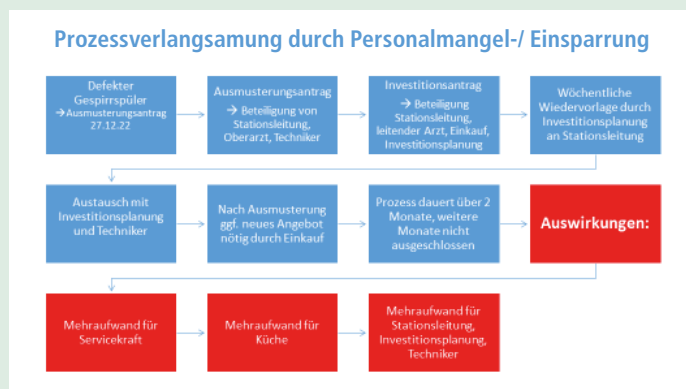 Prozessverlangsamung durch Personalmangel-/ Einsparrung
Defekter
Gespirrspüler
→Ausmusterungsantrag
27.12.22
Ausmusterungsantrag
→ Beteiligung von
Stationsleitung,
Oberarzt, Techniker
Investitionsantrag
→ Beteiligung
Stationsleitung,
leitender Arzt, Einkauf,
Investitionsplanung
Wöchentliche
Wiedervorlage durch
Investitionsplanung
an Stationsleitung
Austausch mit
Investitionsplanung
und Techniker
Nach Ausmusterung
ggf. neues Angebot
nötig durch Einkauf
Prozess dauert über 2
Monate, weitere
Monate nicht
ausgeschlossen
Auswirkungen:
Mehraufwand für
Servicekraft
Mehraufwand für
Küche
Mehraufwand für
Stationsleitung,
Investitionsplanung,
Techniker